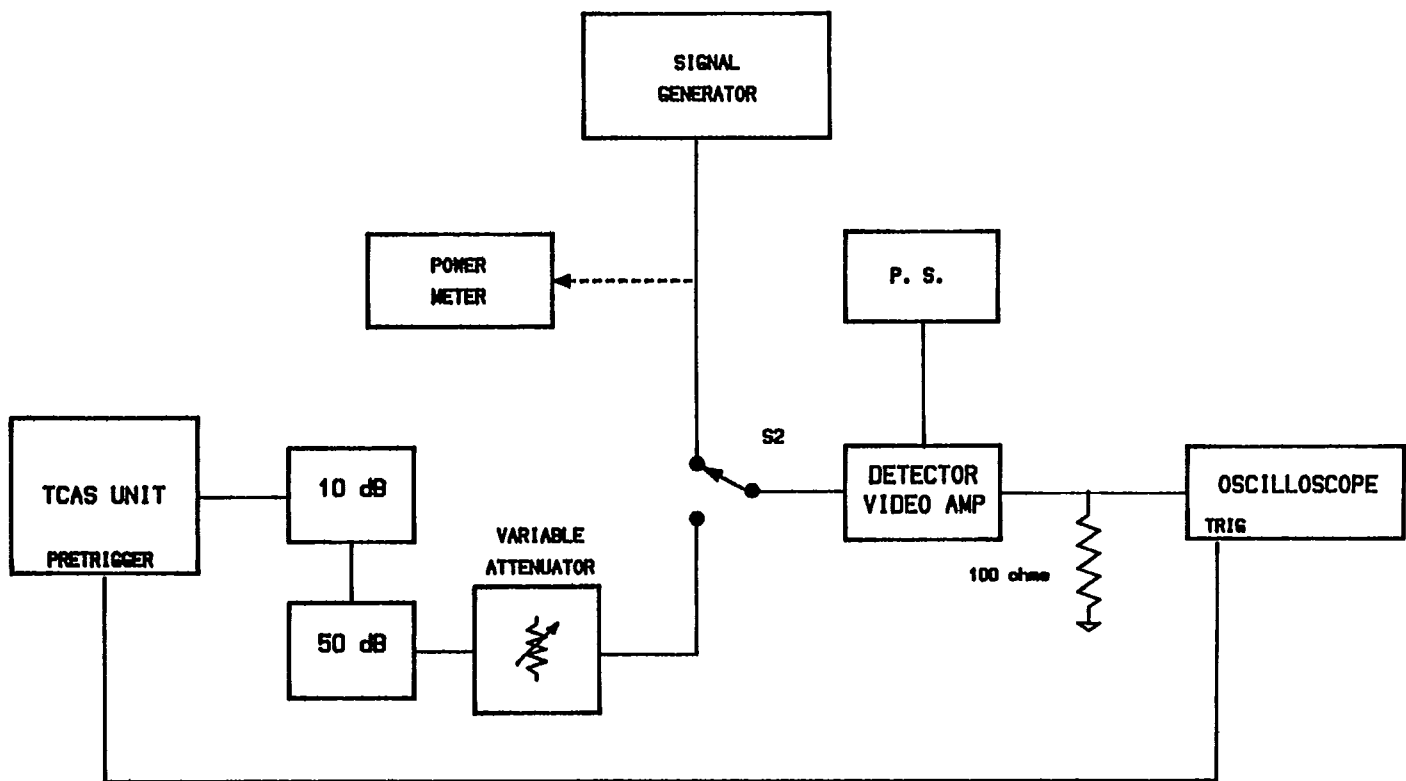 SIGNAL
GENERATOR
POWER
METER
P. S.
S2
TCAS UNIT
PRETRIGGER
10 dB
50 dB
VARIABLE
ATTENUATOR
DETECTOR
VIDEO AMP
100 ohms
OSCILLOSCOPE
TRIG